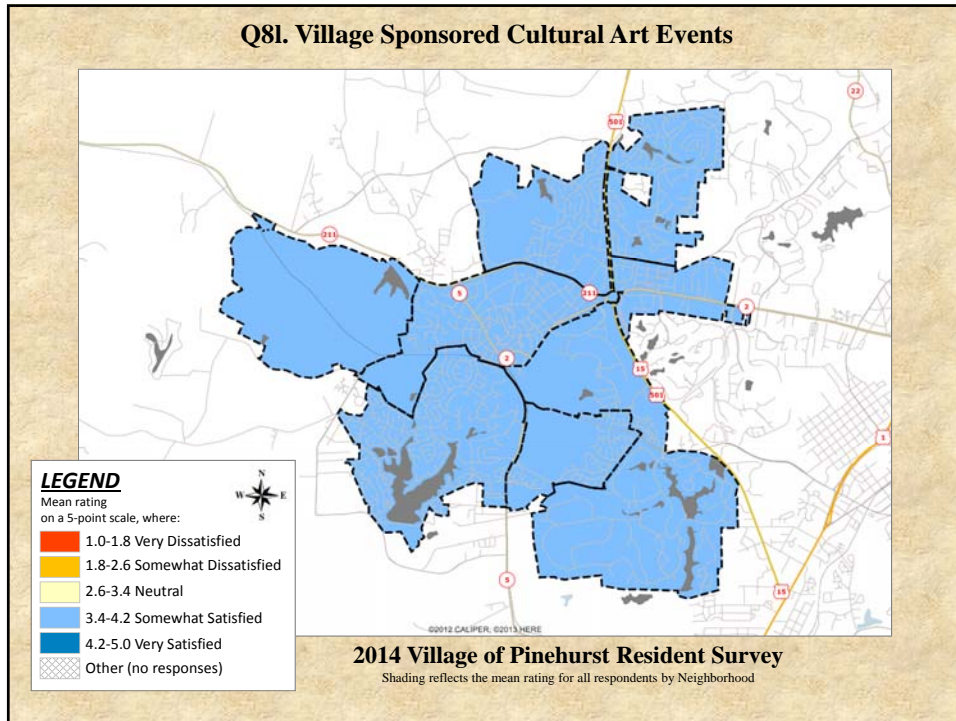 Q8l. Village Sponsored Cultural Art Events
22
501
211
5
211
2
2
15
501
1
5
15
©2012 CALIPER, ©2013 HERE
LEGEND
Mean rating
on a 5-point scale, where:
N
W E
S
1.0-1.8 Very Dissatisfied
1.8-2.6 Somewhat Dissatisfied
2.6-3.4 Neutral
3.4-4.2 Somewhat Satisfied
4.2-5.0 Very Satisfied
Other (no responses)
2014 Village of Pinehurst Resident Survey
Shading reflects the mean rating for all respondents by Neighborhood